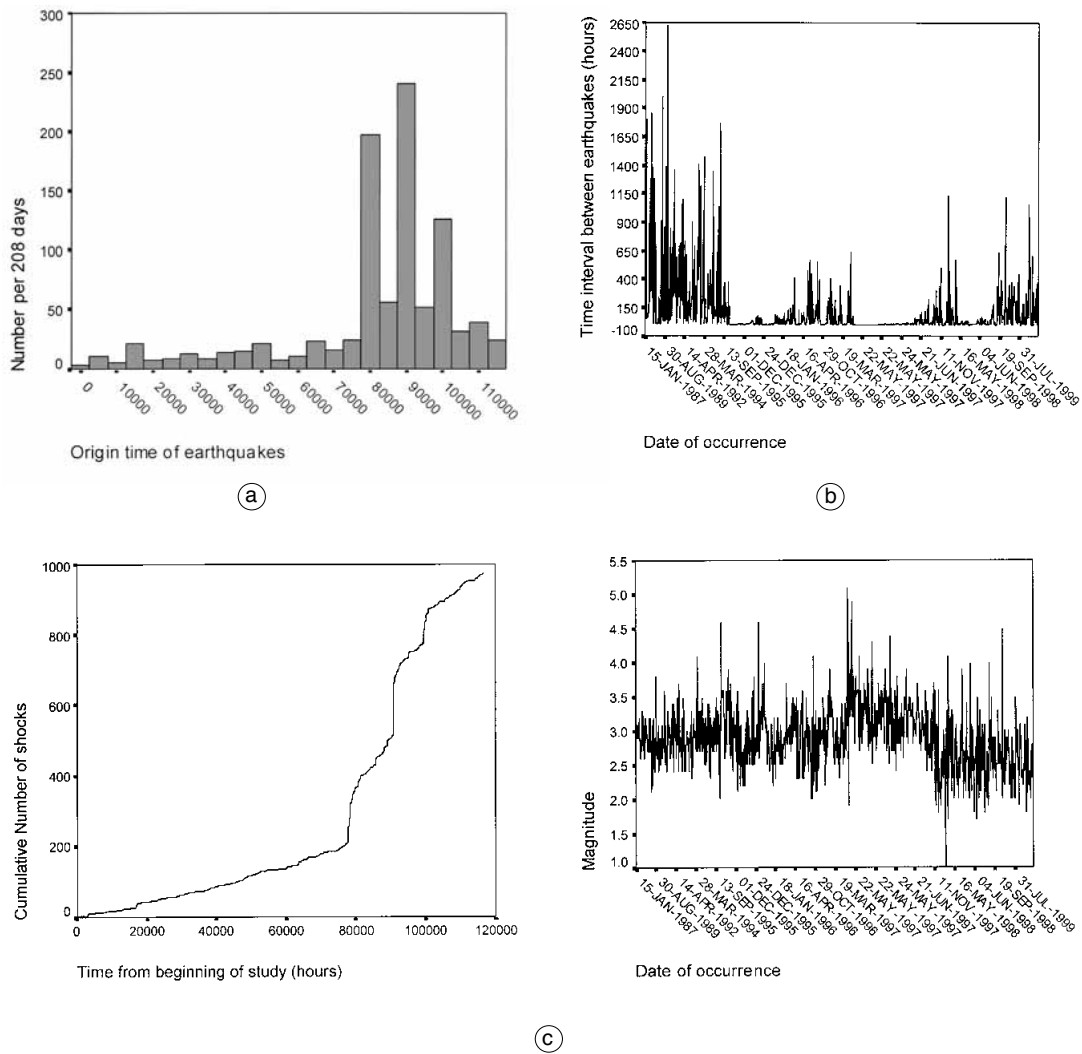 Number per 208 days
300
250
200
150
100
50
0
0
10000
20000
30000
40000
50000
60000
70000
80000
90000
100000
110000
Origin time of earthquakes
a
Time interval between earthquakes (hours)
2650
2400
2150
1900
1650
1400
1150
900
650
400
150
-100
15-JAN-1987
30-AUG-1989
14-APR-1992
28-MAR-1994
13-SEP-1995
01-DEC-1995
24-DEC-1995
18-JAN-1996
16-APR-1996
29-OCT-1996
19-MAR-1997
22-MAY-1997
22-MAY-1997
24-MAY-1997
21-JUN-1997
11-NOV-1997
16-MAY-1998
04-JUN-1998
19-SEP-1998
31-JUL-1999
Date of occurrence
b
Cumulative Number of shocks
1000
800
600
400
200
0
0
20000
40000
60000
80000
100000
120000
Time from beginning of study (hours)
Magnitude
5.5
5.0
4.5
4.0
3.5
3.0
2.5
2.0
1.5
1.0
15-JAN-1987
30-AUG-1989
14-APR-1992
28-MAR-1994
13-SEP-1995
01-DEC-1995
24-DEC-1995
18-JAN-1996
16-APR-1996
29-OCT-1996
19-MAR-1997
22-MAY-1997
22-MAY-1997
24-MAY-1997
21-JUN-1997
11-NOV-1997
16-MAY-1998
04-JUN-1998
19-SEP-1998
31-JUL-1999
Date of occurrence
c